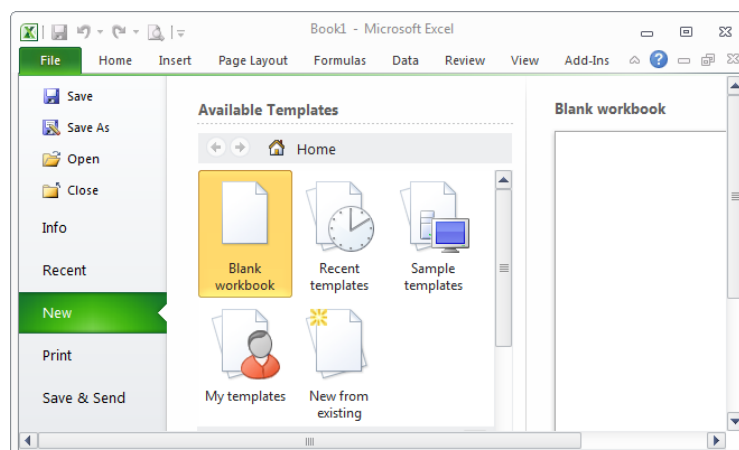 Book1 - Microsoft Excel
File Home Insert Page Layout Formulas Data Review View Add-Ins
Save
Save As
Open
Close
Info
Recent
New
Print
Save & Send
Available Templates
Home
Blank
workbook
Recent
templates
Sample
templates
My templates
New from
existing
Blank workbook